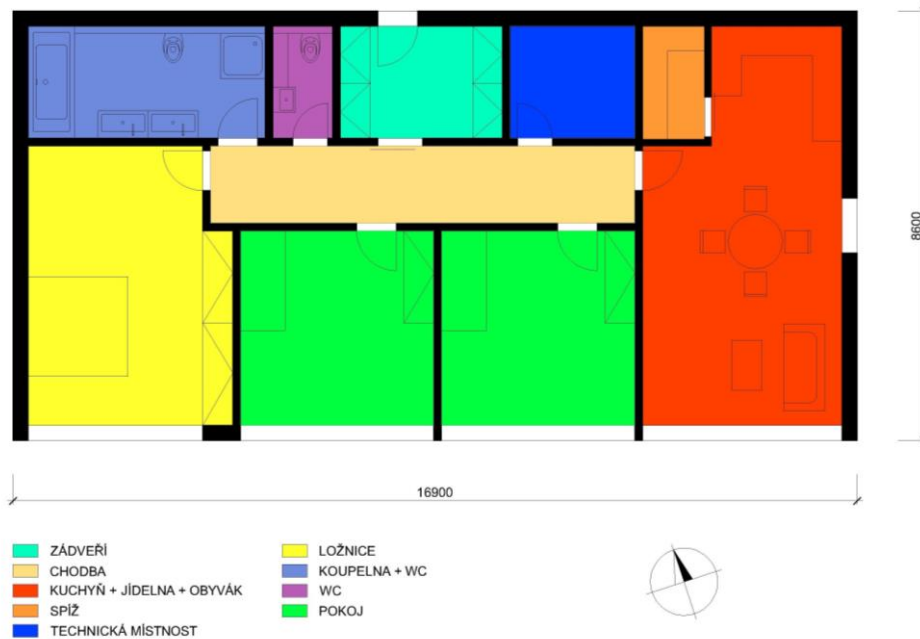 8600
16900
ZÁDVEŘÍ
CHODBA
KUCHYŇ + JÍDELNA + OBYVÁK
SPÍŽ
TECHNICKÁ MÍSTNOST
LOŽNICE
KOUPELNA + WC
WC
POKOJ